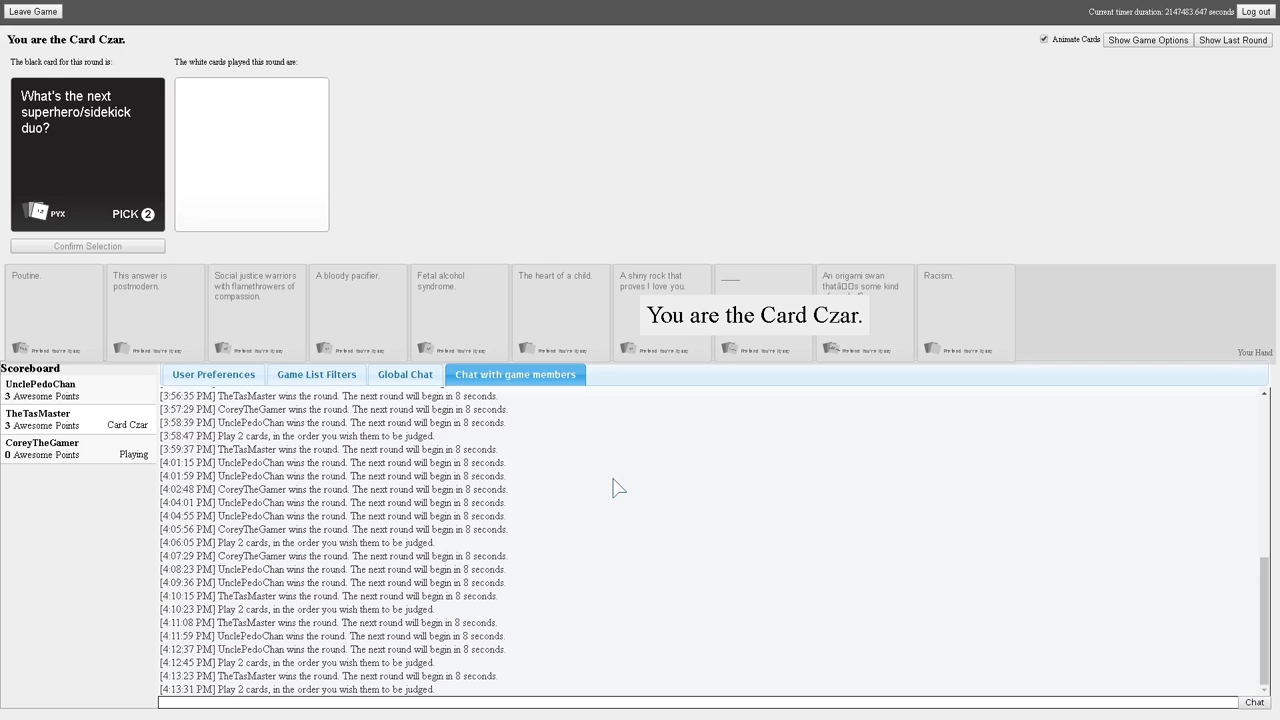 Leave Game
Current timer duration: 2147483.647 seconds
Log out
You are the Card Czar.
Animate Cards
Show Game Options
Show Last Round
The black card for this round is:
The white cards played this round are:
What's the next
superhero/sidekick
duo?
PYX
PICK 2
Confirm Selection
Poutine.
This answer is
postmodern.
Social justice warriors
with flamethrowers of
compassion.
A bloody pacifier.
Fetal alcohol
syndrome.
The heart of a child.
A shiny rock that
proves I love you.
____
An origami swan
that's some kind
Racism.
You are the Card Czar.
Your Hand
Scoreboard
UnclePedoChan
3 Awesome Points
TheTasMaster
3 Awesome Points
Card Czar
CoreyTheGamer
0 Awesome Points
Playing
User Preferences
Game List Filters
Global Chat
Chat with game members
[3:56:35 PM] TheTasMaster wins the round. The next round will begin in 8 seconds.
[3:57:29 PM] CoreyTheGamer wins the round. The next round will begin in 8 seconds.
[3:58:39 PM] UnclePedoChan wins the round. The next round will begin in 8 seconds.
[3:58:47 PM] Play 2 cards, in the order you wish them to be judged.
[3:59:37 PM] TheTasMaster wins the round. The next round will begin in 8 seconds.
[4:01:15 PM] UnclePedoChan wins the round. The next round will begin in 8 seconds.
[4:01:59 PM] UnclePedoChan wins the round. The next round will begin in 8 seconds.
[4:02:48 PM] CoreyTheGamer wins the round. The next round will begin in 8 seconds.
[4:04:01 PM] UnclePedoChan wins the round. The next round will begin in 8 seconds.
[4:04:55 PM] UnclePedoChan wins the round. The next round will begin in 8 seconds.
[4:05:56 PM] CoreyTheGamer wins the round. The next round will begin in 8 seconds.
[4:06:05 PM] Play 2 cards, in the order you wish them to be judged.
[4:07:29 PM] CoreyTheGamer wins the round. The next round will begin in 8 seconds.
[4:08:23 PM] UnclePedoChan wins the round. The next round will begin in 8 seconds.
[4:09:36 PM] UnclePedoChan wins the round. The next round will begin in 8 seconds.
[4:10:15 PM] TheTasMaster wins the round. The next round will begin in 8 seconds.
[4:10:23 PM] Play 2 cards, in the order you wish them to be judged.
[4:11:08 PM] TheTasMaster wins the round. The next round will begin in 8 seconds.
[4:11:59 PM] UnclePedoChan wins the round. The next round will begin in 8 seconds.
[4:12:37 PM] UnclePedoChan wins the round. The next round will begin in 8 seconds.
[4:12:45 PM] Play 2 cards, in the order you wish them to be judged.
[4:13:23 PM] TheTasMaster wins the round. The next round will begin in 8 seconds.
[4:13:31 PM] Play 2 cards, in the order you wish them to be judged.
Chat